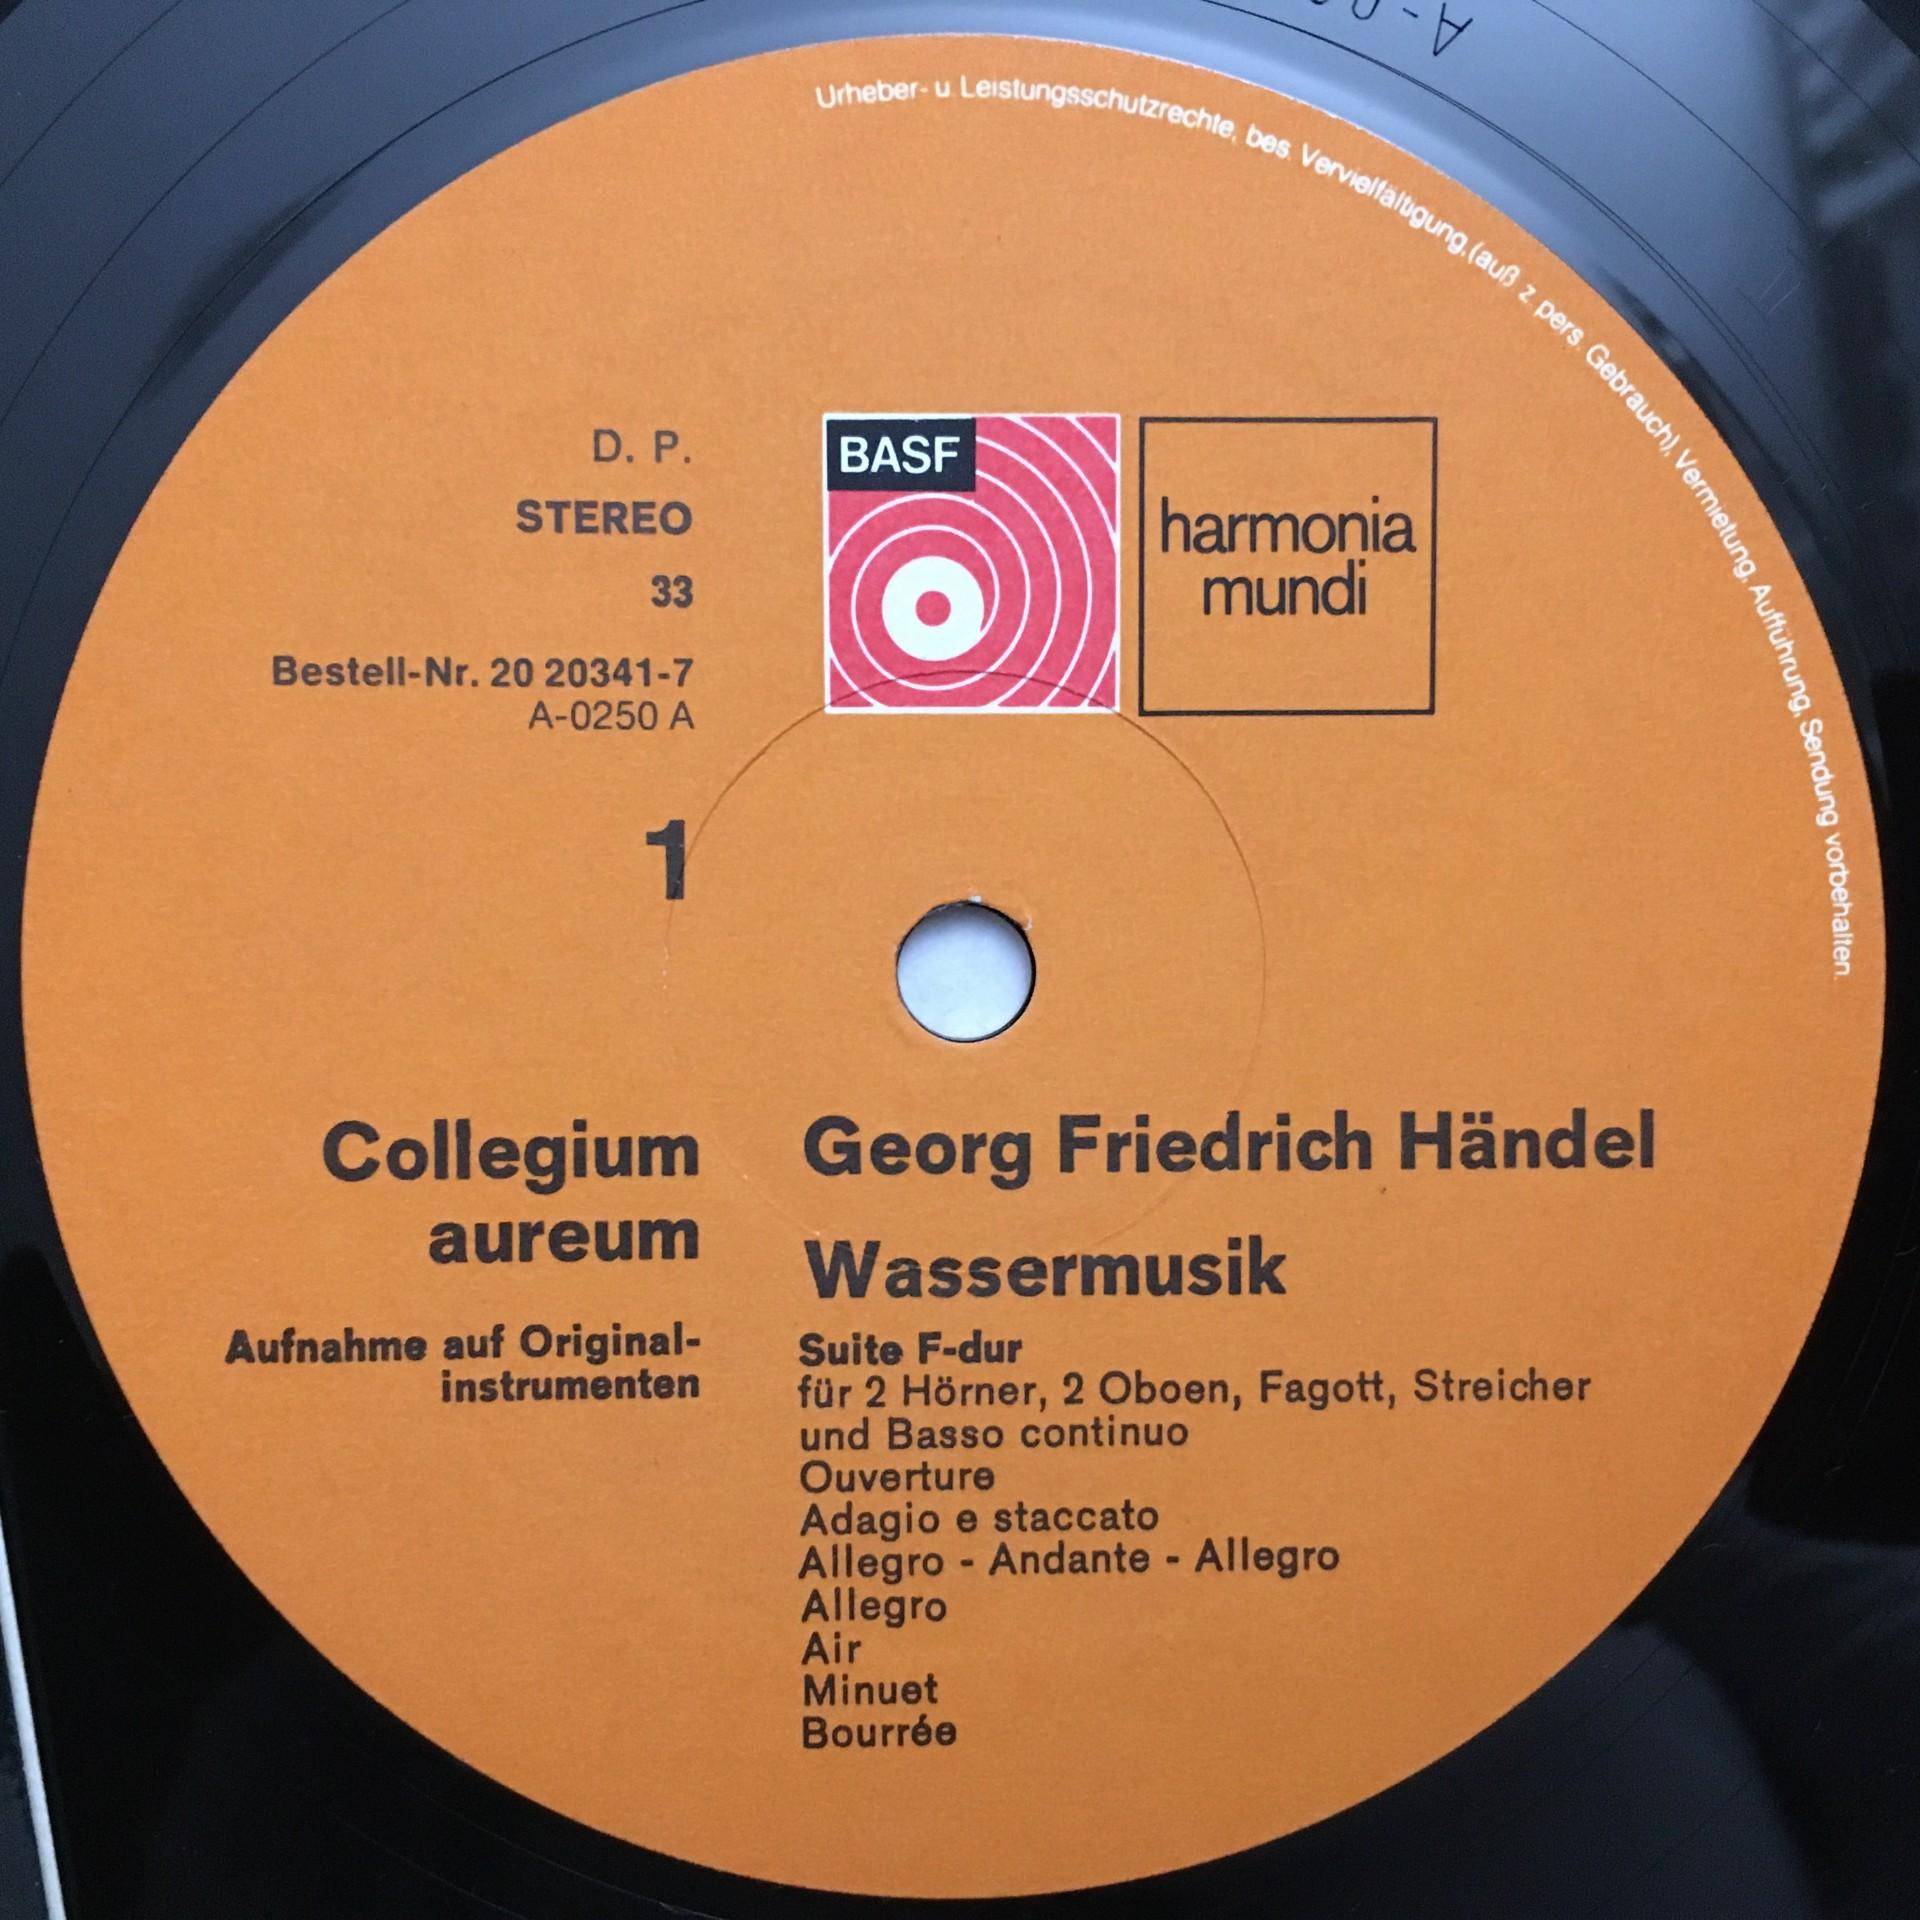 Urheber- u. Leistungsschutzrechte, bes. Vervielfältigung, (auß z. pers. Gebrauch), Vermietung, Aufführung, Sendung vorbehalten.
D. P.
STEREO
33
Bestell-Nr. 20 20341-7
A-0250 A
BASF
harmonia
mundi
1
Collegium
aureum
Aufnahme auf Original-
instrumenten
Georg Friedrich Händel
Wassermusik
Suite F-dur
für 2 Hörner, 2 Oboen, Fagott, Streicher
und Basso continuo
Ouverture
Adagio e staccato
Allegro - Andante - Allegro
Allegro
Air
Minuet
Bourrée